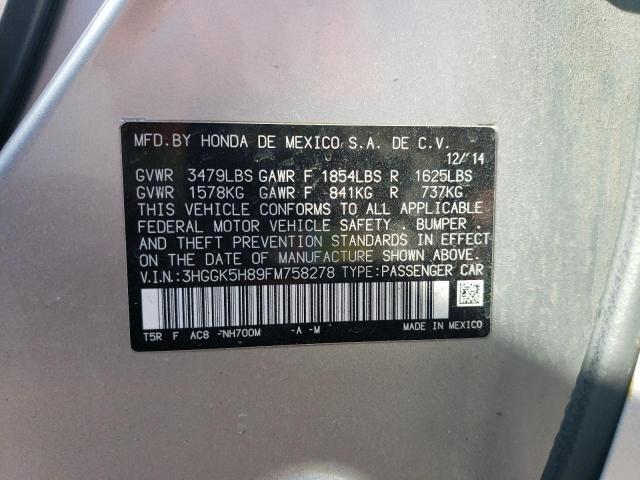 MFD.BY HONDA DE MEXICO S.A. DE C.V.
12/'14
GVWR 3479LBS GAWR F 1854LBS R 1625LBS
GVWR 1578KG GAWR F 841KG R 737KG
THIS VEHICLE CONFORMS TO ALL APPLICABLE
FEDERAL MOTOR VEHICLE SAFETY . BUMPER .
AND THEFT PREVENTION STANDARDS IN EFFECT
ON THE DATE OF MANUFACTURE SHOWN ABOVE .
V.I.N.:3HGGK5H89FM758278 TYPE:PASSENGER CAR
T5R F AC8 -NH700M -A -M MADE IN MEXICO